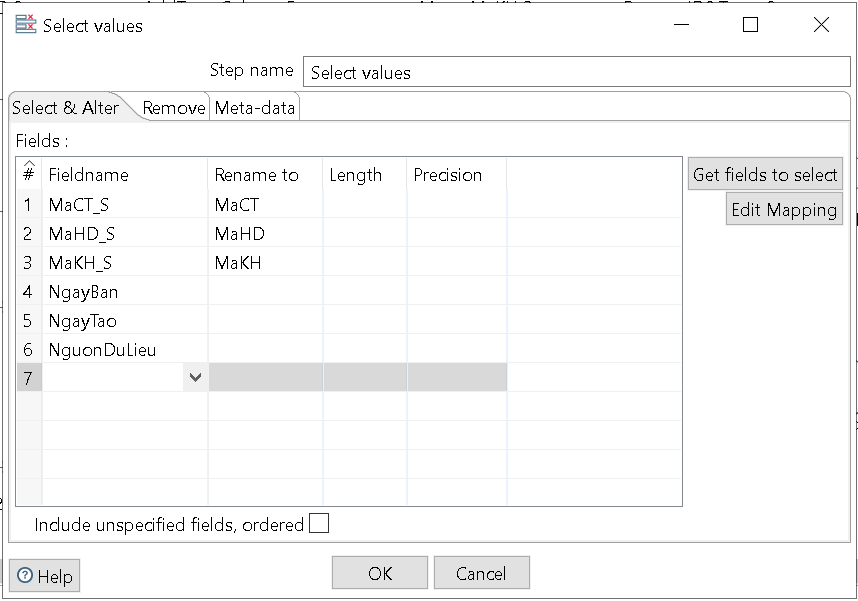 Select values
Step name Select values
Select & Alter Remove Meta-data
Fields :
# Fieldname Rename to Length Precision
Get fields to select
1 MaCT_S MaCT
Edit Mapping
2 MaHD_S MaHD
3 MaKH_S MaKH
4 NgayBan
5 NgayTao
6 NguonDuLieu
7
Include unspecified fields, ordered
Help OK Cancel